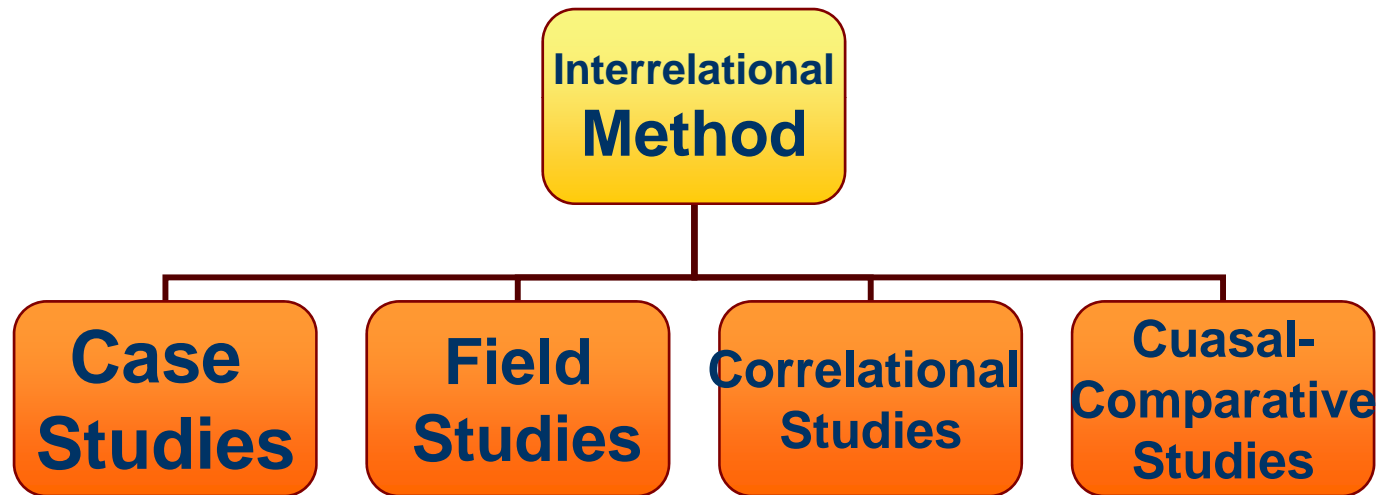 Interrelational
Method
Case
Studies
Field
Studies
Correlational
Studies
Cuasal-
Comparative
Studies